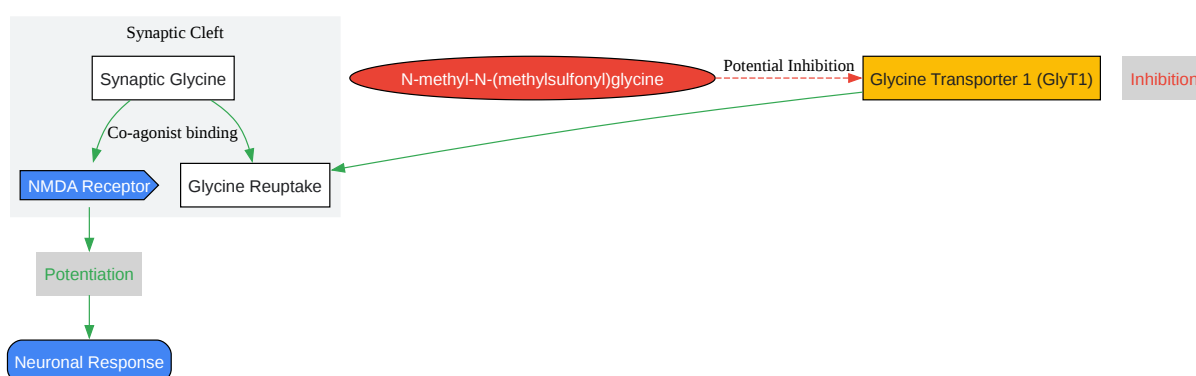 Synaptic Cleft
Synaptic Glycine
N-methyl-N-(methylsulfonyl)glycine
Potential Inhibition
Glycine Transporter 1 (GlyT1)
Inhibition
Co-agonist binding
NMDA Receptor
Glycine Reuptake
Potentiation
Neuronal Response